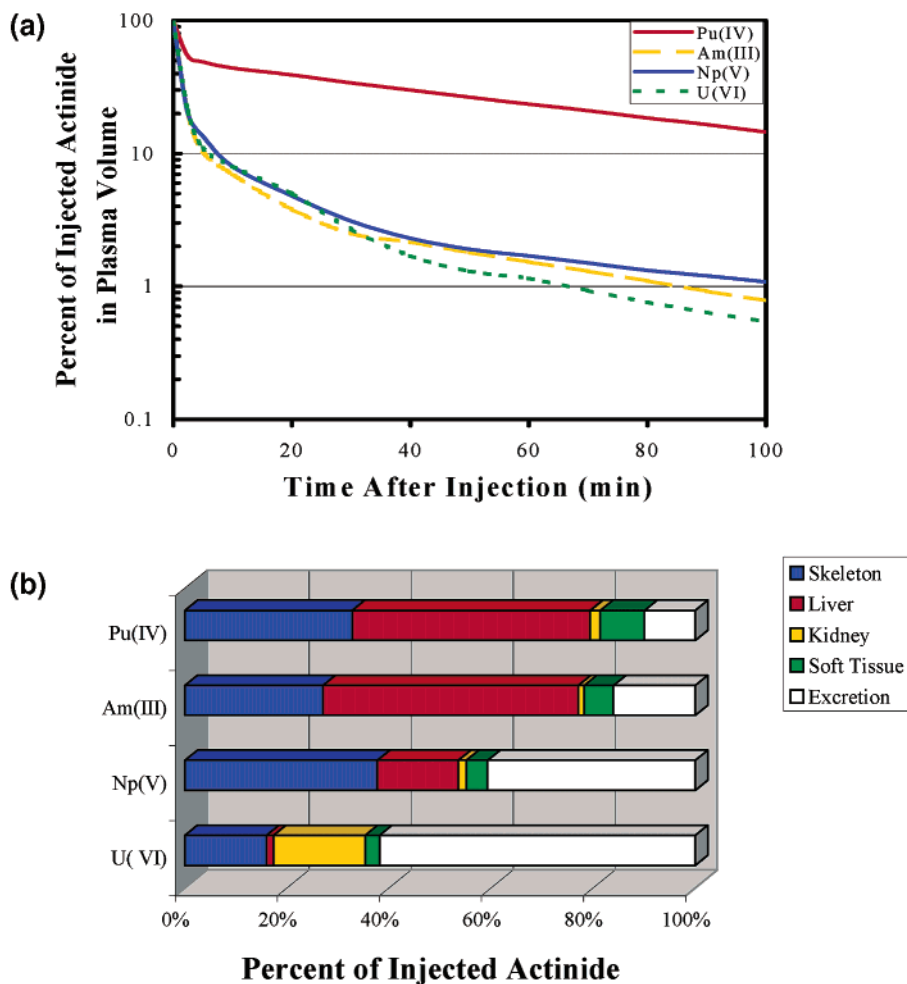 (a)
Percent of Injected Actinide
in Plasma Volume
100
10
1
0.1
Pu(IV)
Am(III)
Np(V)
U(VI)
0 20 40 60 80 100
Time After Injection (min)
(b)
Pu(IV)
Am(III)
Np(V)
U( VI)
Skeleton
Liver
Kidney
Soft Tissue
Excretion
0% 20% 40% 60% 80% 100%
Percent of Injected Actinide